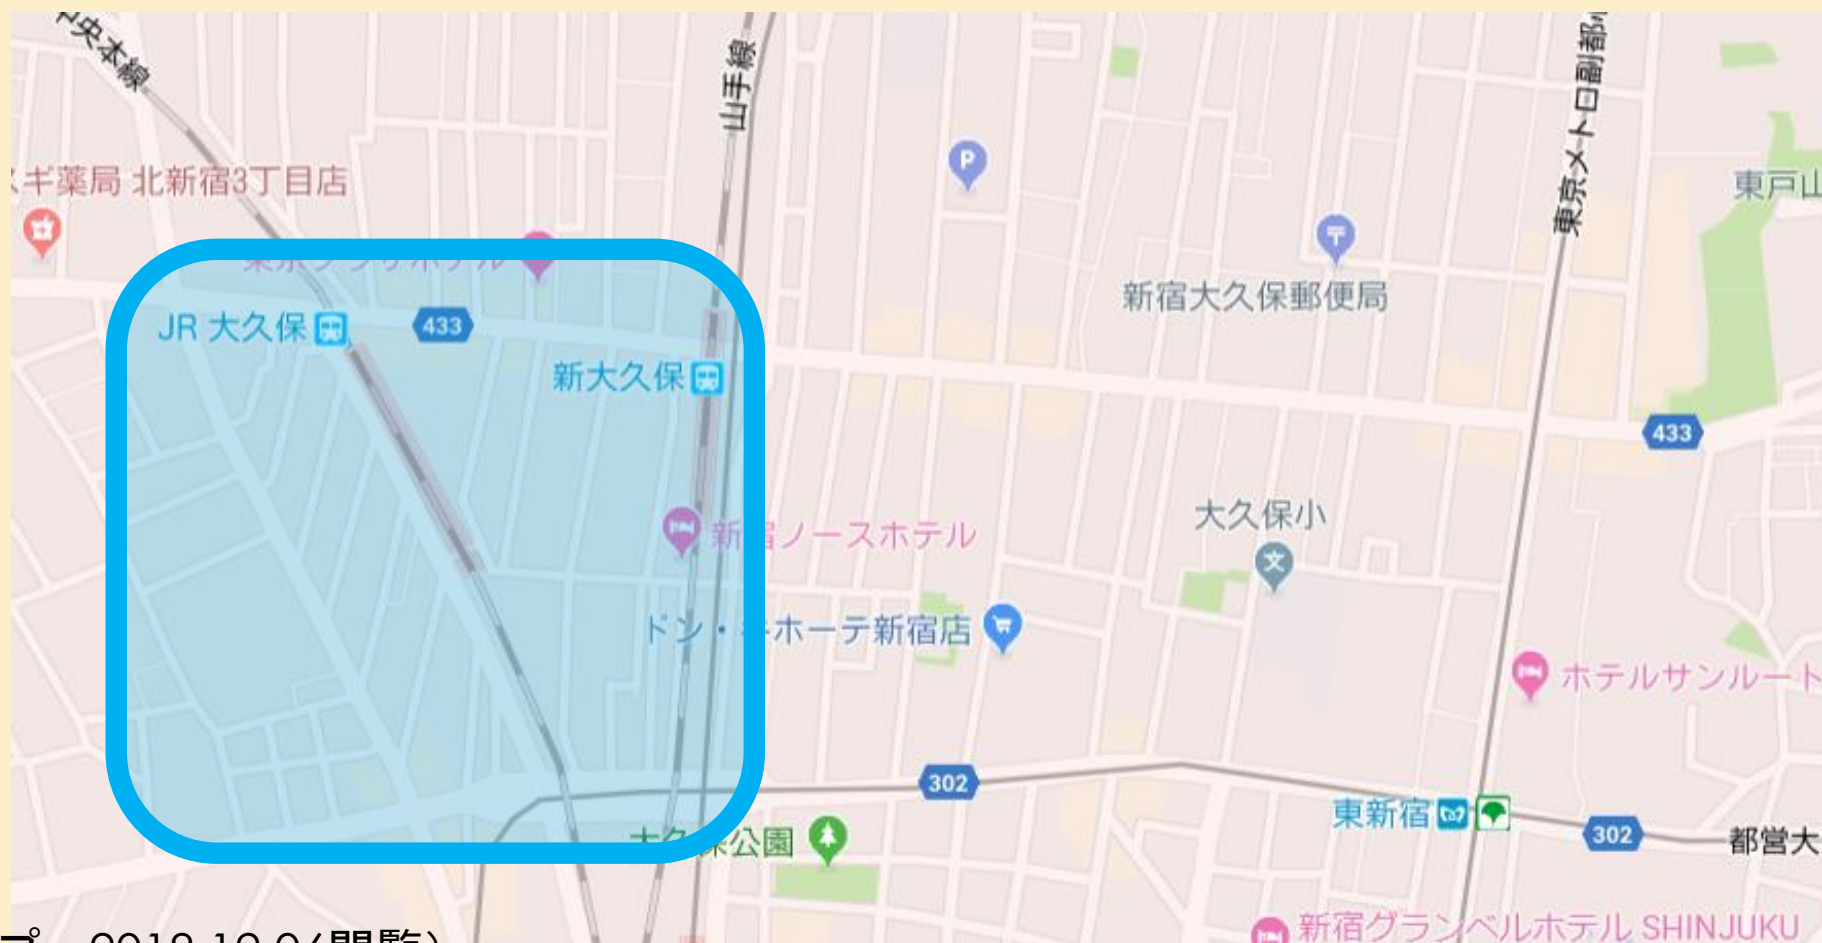 中央本線
山手線
東京メトロ副都
ギ薬局 北新宿3丁目店
東戸山
新宿大久保郵便局
JR 大久保
433
新大久保
433
大久保小
新宿ノースホテル
ドン・キホーテ新宿店
ホテルサンルート
302
東新宿
302
都営大
大久保公園
新宿グランベルホテル SHINJUKU